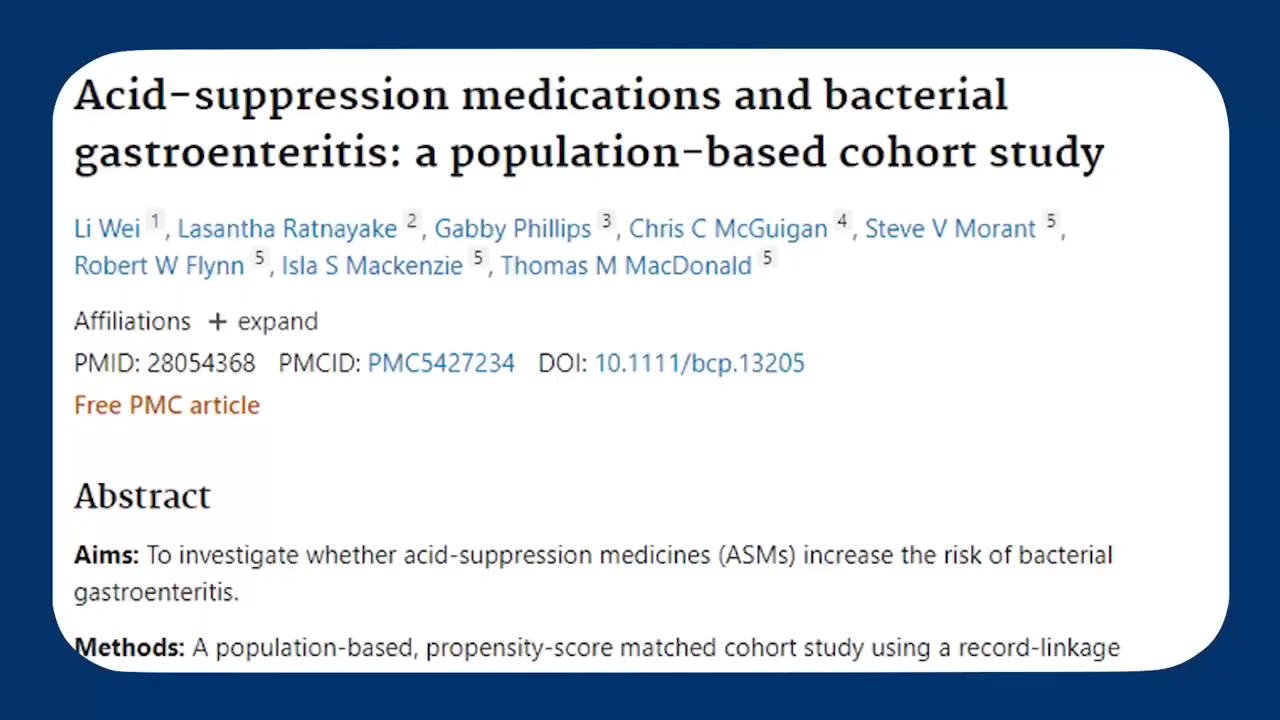 Acid-suppression medications and bacterial
gastroenteritis: a population-based cohort study
Li Wei 1, Lasantha Ratnayake 2, Gabby Phillips 3, Chris C McGuigan 4, Steve V Morant 5,
Robert W Flynn 5, Isla S Mackenzie 5, Thomas M MacDonald 5
Affiliations + expand
PMID: 28054368 PMCID: PMC5427234 DOI: 10.1111/bcp.13205
Free PMC article
Abstract
Aims: To investigate whether acid-suppression medicines (ASMs) increase the risk of bacterial
gastroenteritis.
Methods: A population-based, propensity-score matched cohort study using a record-linkage